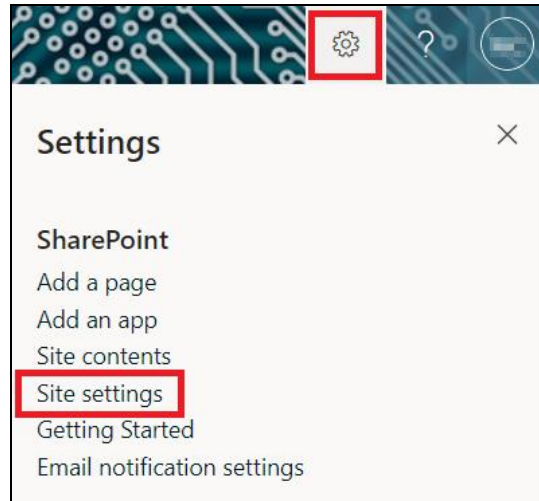 ?
Settings
SharePoint
Add a page
Add an app
Site contents
Site settings
Getting Started
Email notification settings